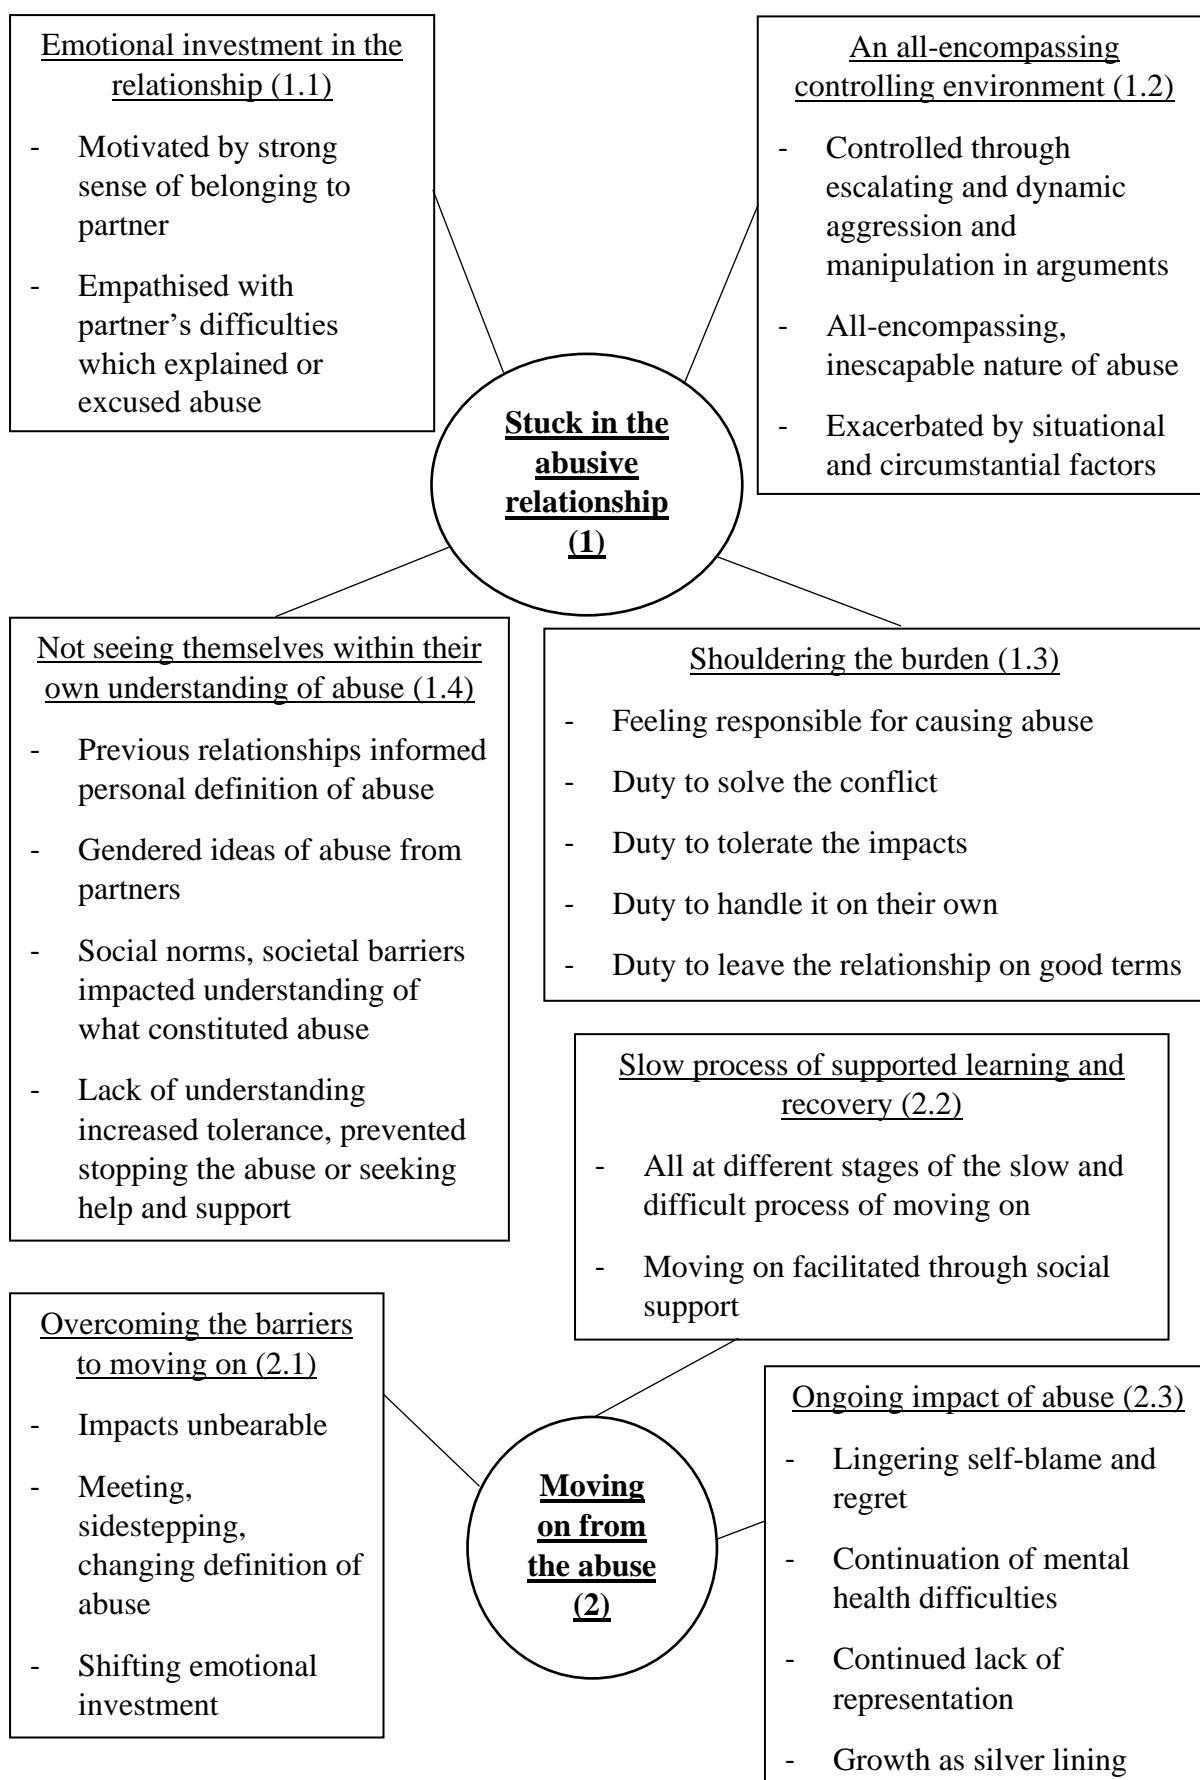 Emotional investment in the
relationship (1.1)
- Motivated by strong
sense of belonging to
partner
- Empathised with
partner’s difficulties
which explained or
excused abuse
An all-encompassing
controlling environment (1.2)
- Controlled through
escalating and dynamic
aggression and
manipulation in arguments
- All-encompassing,
inescapable nature of abuse
- Exacerbated by situational
and circumstantial factors
Stuck in the
abusive
relationship
(1)
Not seeing themselves within their
own understanding of abuse (1.4)
- Previous relationships informed
personal definition of abuse
- Gendered ideas of abuse from
partners
- Social norms, societal barriers
impacted understanding of
what constituted abuse
- Lack of understanding
increased tolerance, prevented
stopping the abuse or seeking
help and support
Shouldering the burden (1.3)
- Feeling responsible for causing abuse
- Duty to solve the conflict
- Duty to tolerate the impacts
- Duty to handle it on their own
- Duty to leave the relationship on good terms
Slow process of supported learning and
recovery (2.2)
- All at different stages of the slow and
difficult process of moving on
- Moving on facilitated through social
support
Overcoming the barriers
to moving on (2.1)
- Impacts unbearable
- Meeting,
sidestepping,
changing definition of
abuse
- Shifting emotional
investment
Moving
on from
the abuse
(2)
Ongoing impact of abuse (2.3)
- Lingering self-blame and
regret
- Continuation of mental
health difficulties
- Continued lack of
representation
- Growth as silver lining